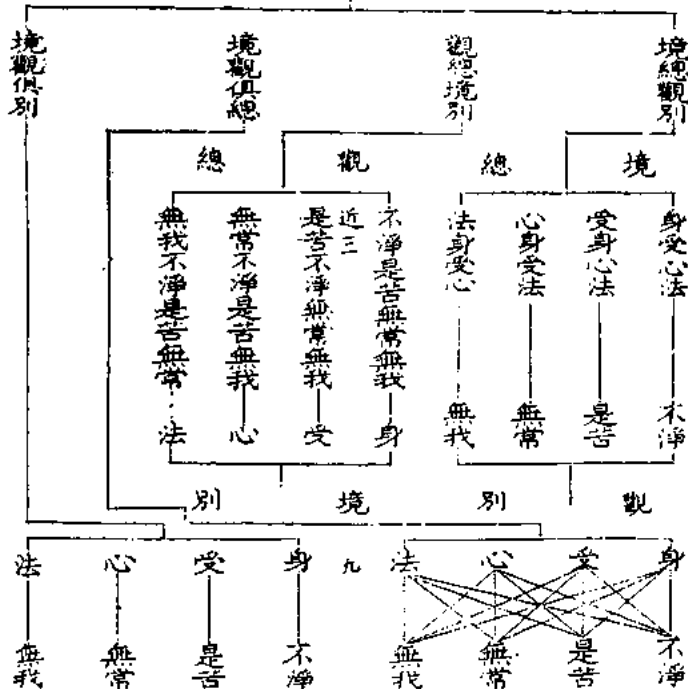 境總觀別
觀總境別
境觀俱總
境觀俱別
境總
觀總
身受心法
受身心法
心身受法
法身受心
不淨是苦無常無我
近三
是苦不淨無常無我
無常不淨是苦無我
無我不淨是苦無常
不淨
是苦
無常
無我
身
受
心
法
觀別
境別
身
受
心
法
九
身
受
心
法
不淨
是苦
無常
無我
不淨
是苦
無常
無我